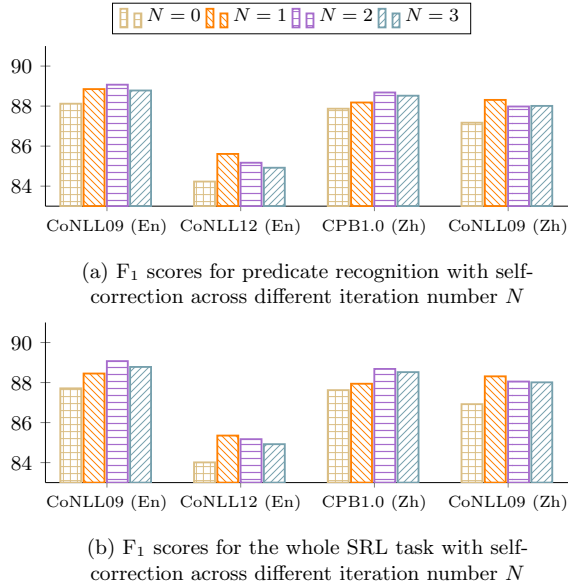 N = 0 N = 1 N = 2 N = 3
90
88
86
84
CoNLL09 (En) CoNLL12 (En) CPB1.0 (Zh) CoNLL09 (Zh)
(a) F₁ scores for predicate recognition with self-
correction across different iteration number N
90
88
86
84
CoNLL09 (En) CoNLL12 (En) CPB1.0 (Zh) CoNLL09 (Zh)
(b) F₁ scores for the whole SRL task with self-
correction across different iteration number N